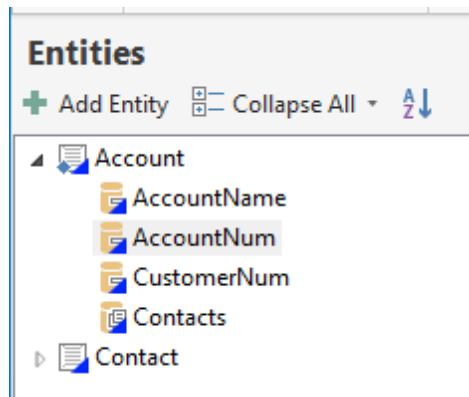 Entities
Add Entity Collapse All
Account
AccountName
AccountNum
CustomerNum
Contacts
Contact